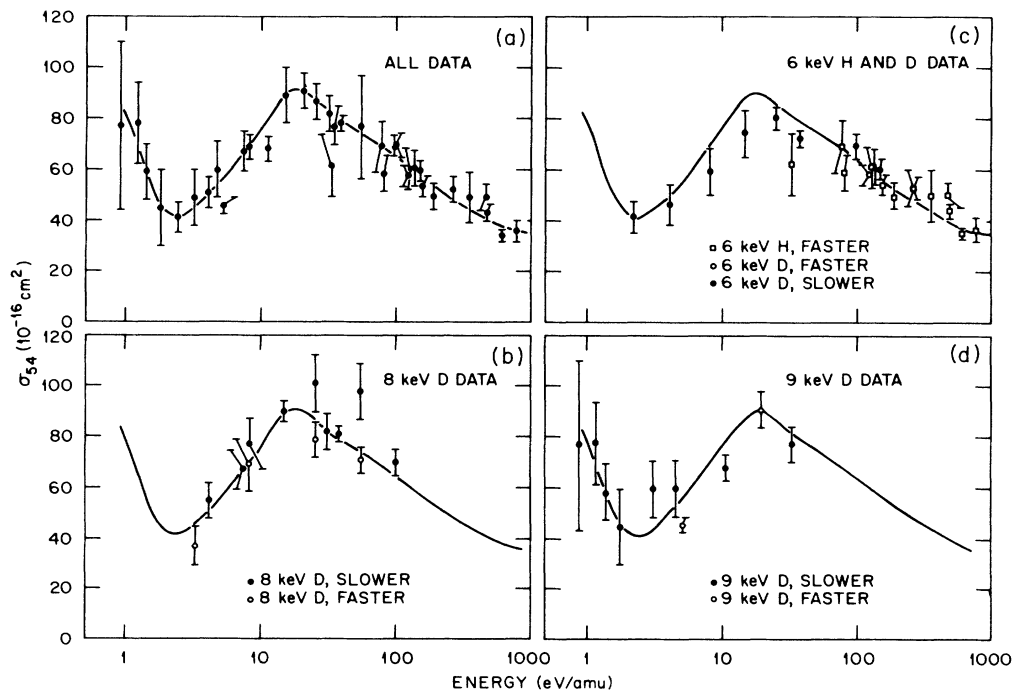 120
100
80
60
40
20
0
(a)
ALL DATA
(c)
6 keV H AND D DATA
6 keV H, FASTER
6 keV D, FASTER
6 keV D, SLOWER
σ54 (10⁻¹⁶ cm²)
120
100
80
60
40
20
0
(b)
8 keV D DATA
8 keV D, SLOWER
8 keV D, FASTER
(d)
9 keV D DATA
9 keV D, SLOWER
9 keV D, FASTER
1 10 100 1000 1 10 100 1000
ENERGY (eV/amu)